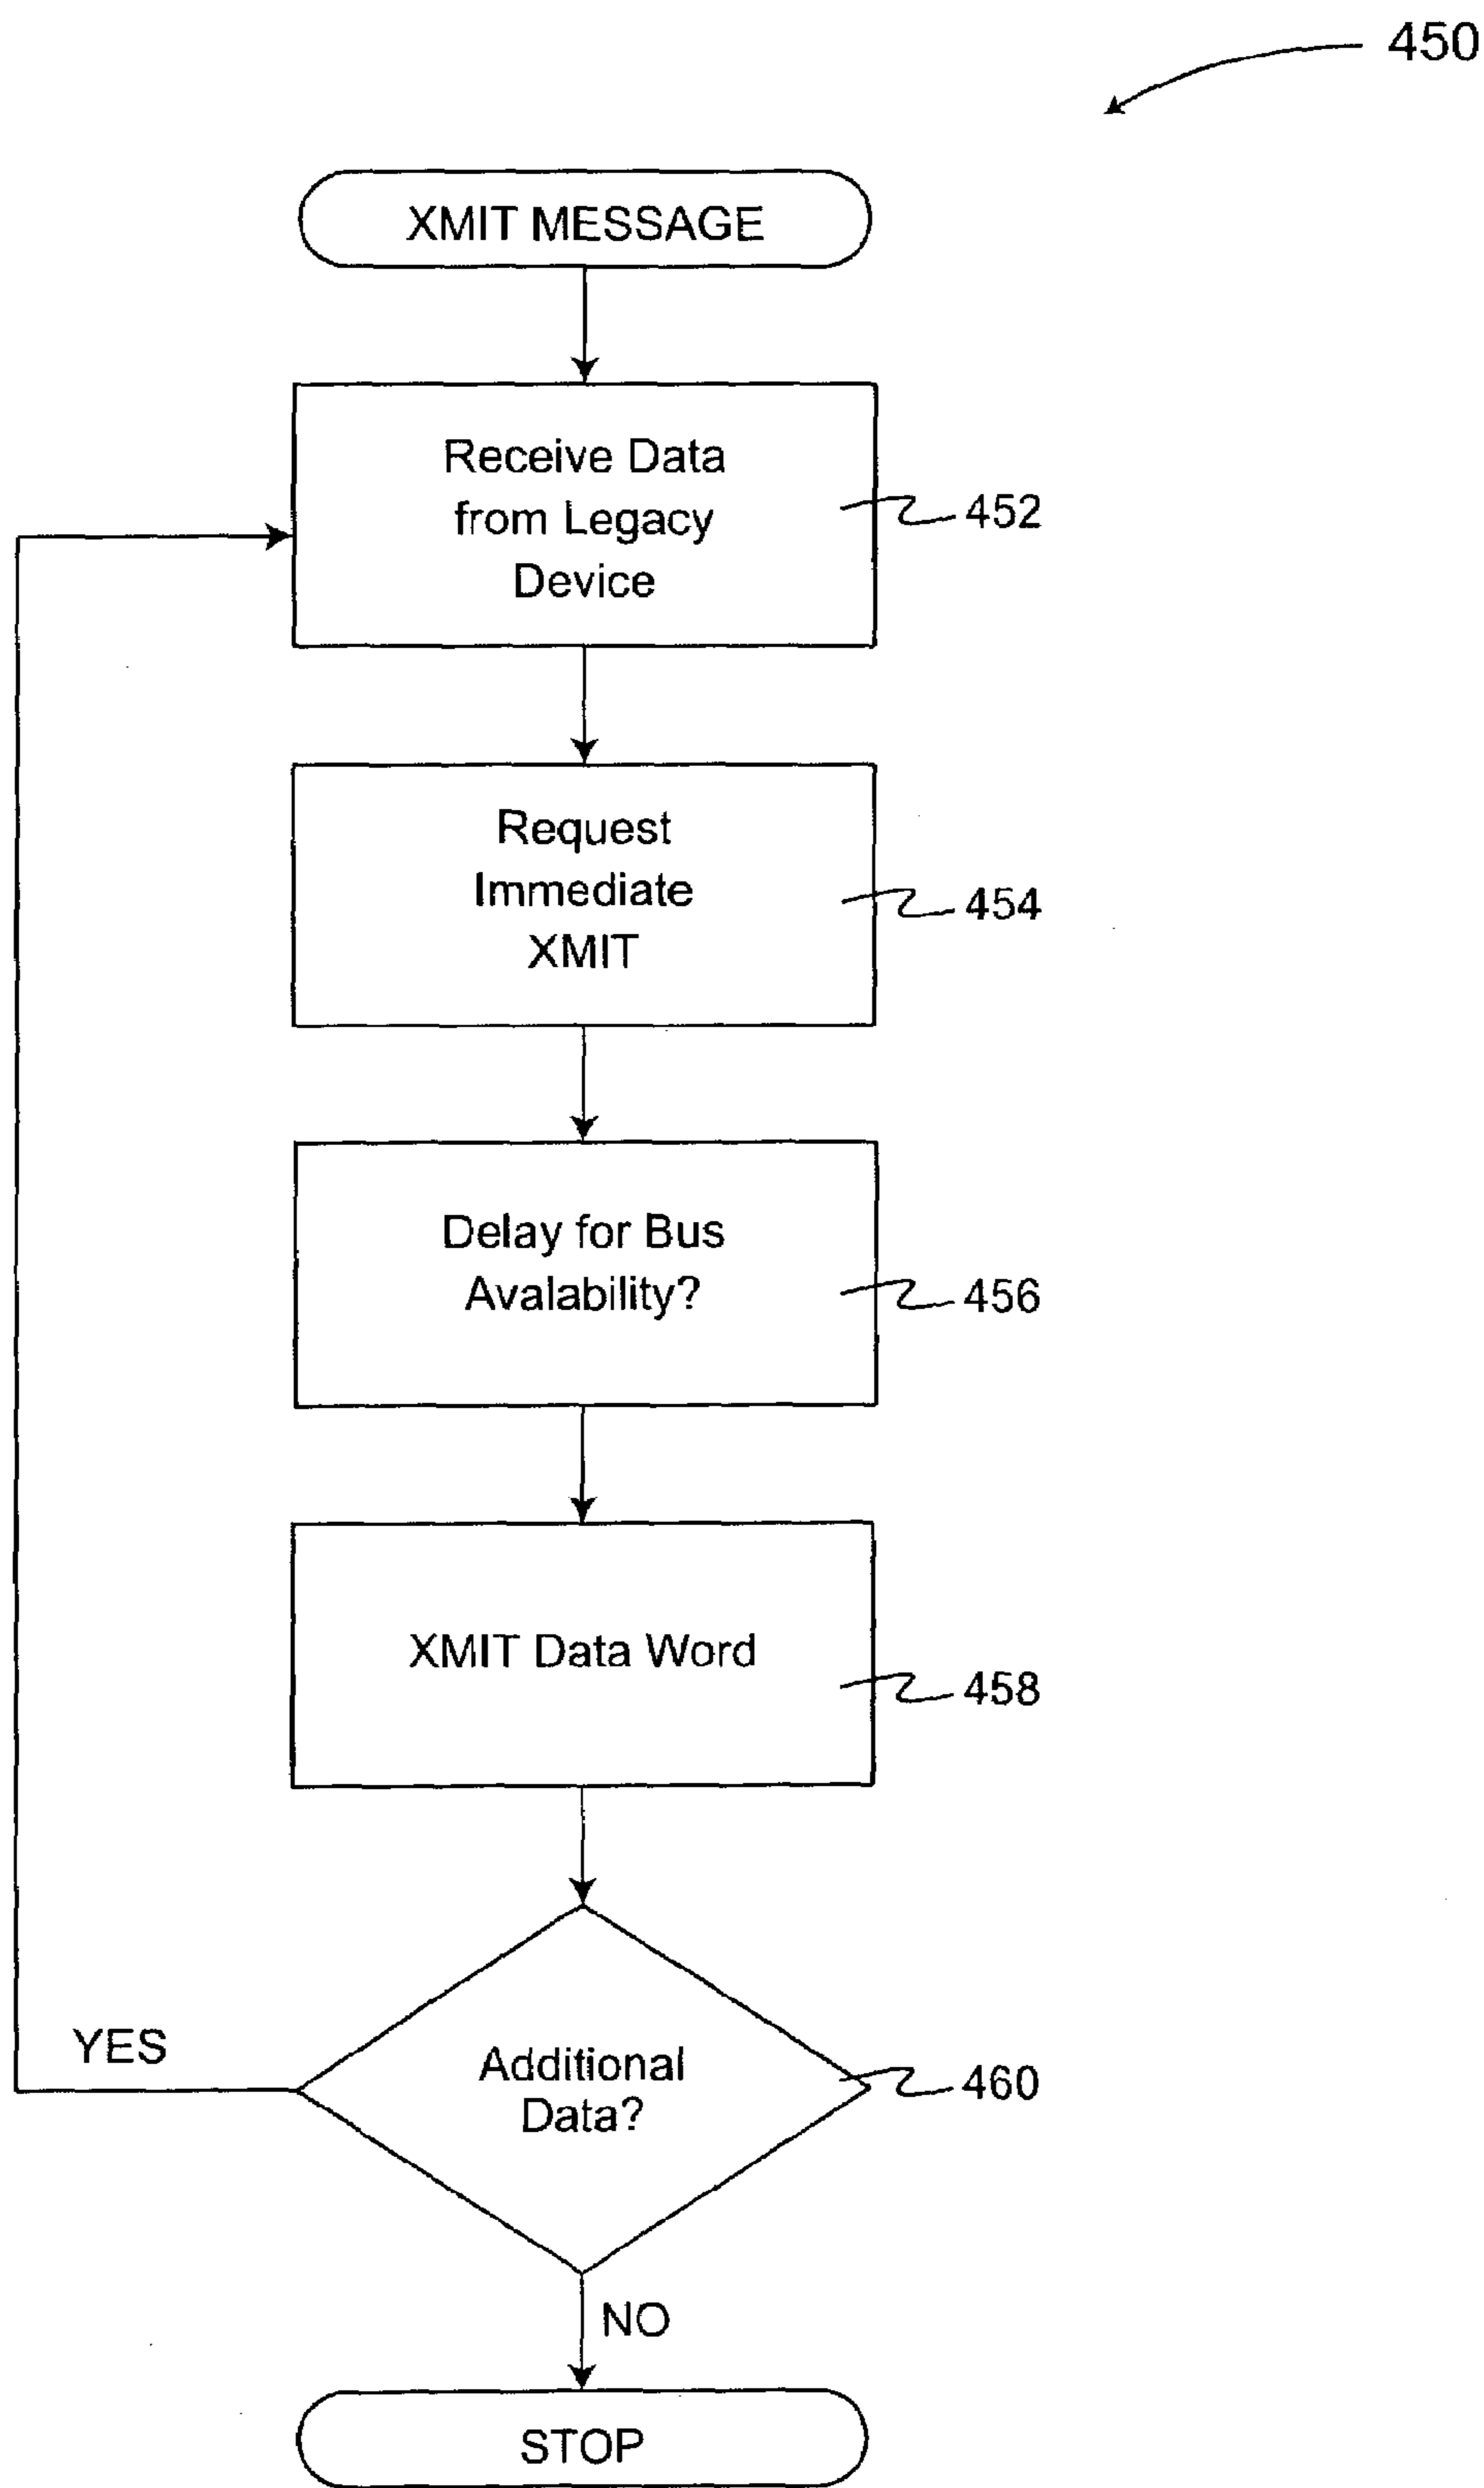 450
XMIT MESSAGE
Receive Data
from Legacy
Device
452
Request
Immediate
XMIT
454
Delay for Bus
Avalability?
456
XMIT Data Word
458
YES
Additional
Data?
460
NO
STOP